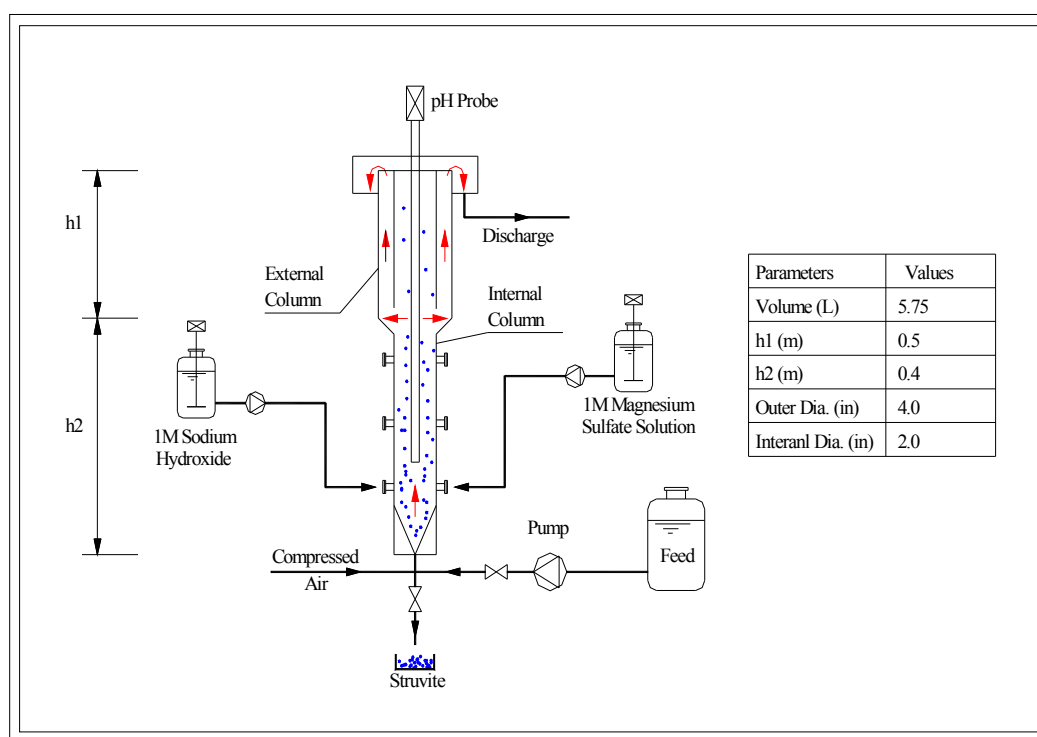 pH Probe
h1
Discharge
External
Column
Internal
Column
h2
1M Sodium
Hydroxide
1M Magnesium
Sulfate Solution
Compressed
Air
Pump
Feed
Struvite
Parameters Values
Volume (L) 5.75
h1 (m) 0.5
h2 (m) 0.4
Outer Dia. (in) 4.0
Interanl Dia. (in) 2.0